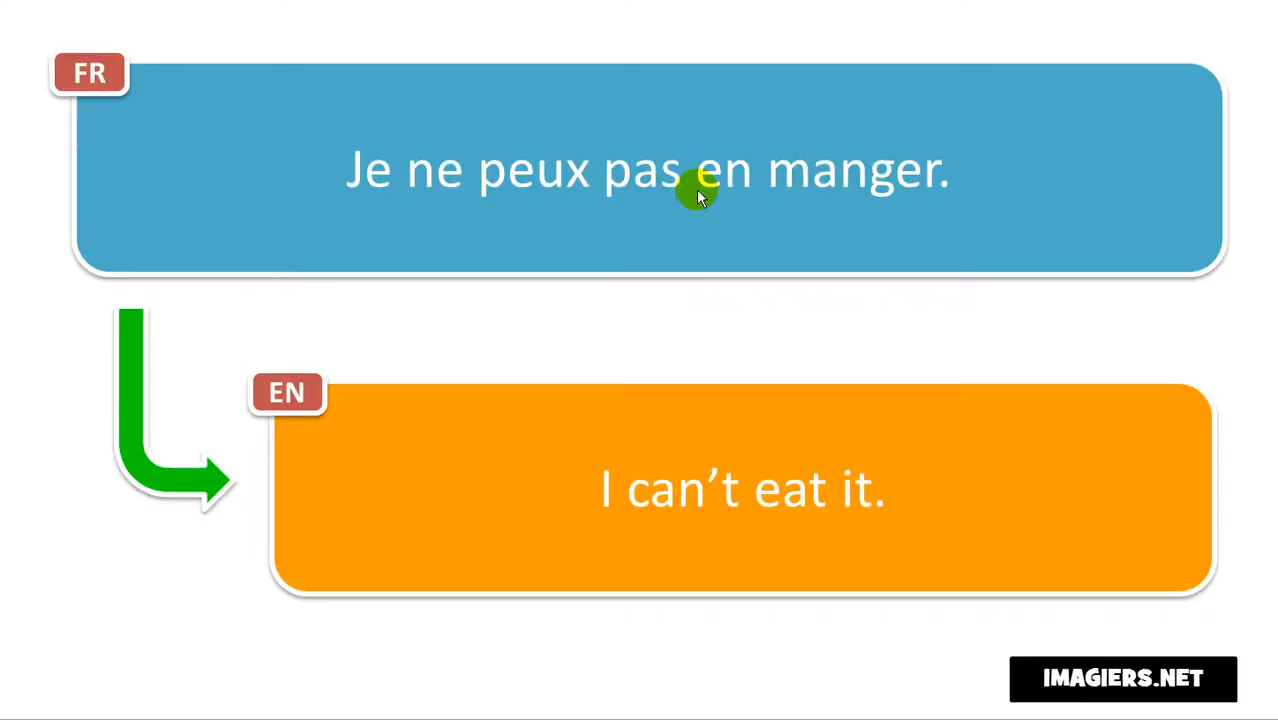 FR
Je ne peux pas en manger.
EN
I can’t eat it.
IMAGIERS.NET